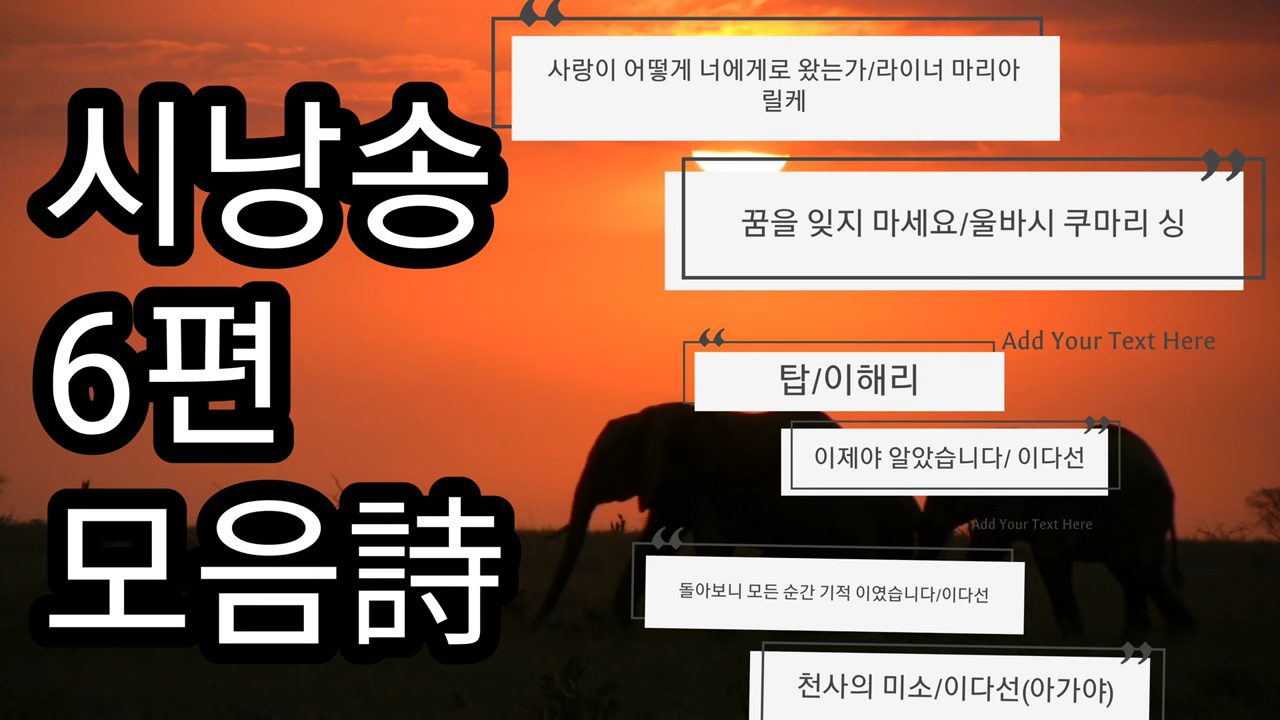 시낭송
6편
모음詩
사랑이 어떻게 너에게로 왔는가/라이너 마리아
릴케
꿈을 잊지 마세요/울바시 쿠마리 싱
Add Your Text Here
탑/이해리
이제야 알았습니다/ 이다선
Add Your Text Here
돌아보니 모든 순간 기적 이였습니다/이다선
천사의 미소/이다선(아가야)